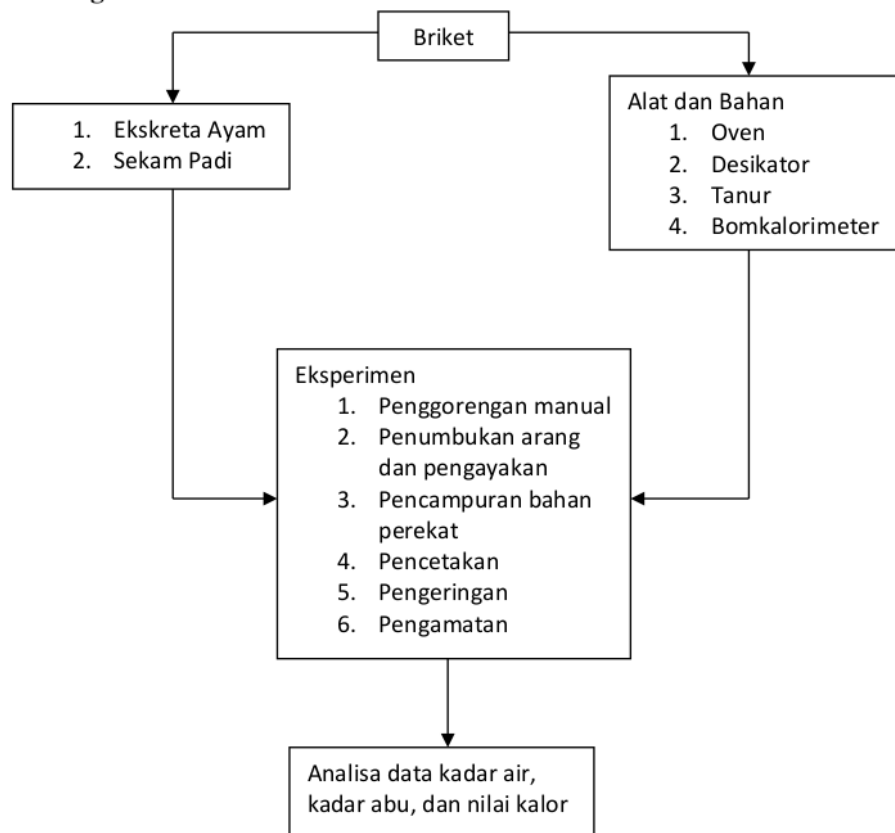 Briket
1. Ekskreta Ayam
2. Sekam Padi
Alat dan Bahan
1. Oven
2. Desikator
3. Tanur
4. Bomkalorimeter
Eksperimen
1. Penggorengan manual
2. Penumbukan arang
dan pengayakan
3. Pencampuran bahan
perekat
4. Pencetakan
5. Pengeringan
6. Pengamatan
Analisa data kadar air,
kadar abu, dan nilai kalor